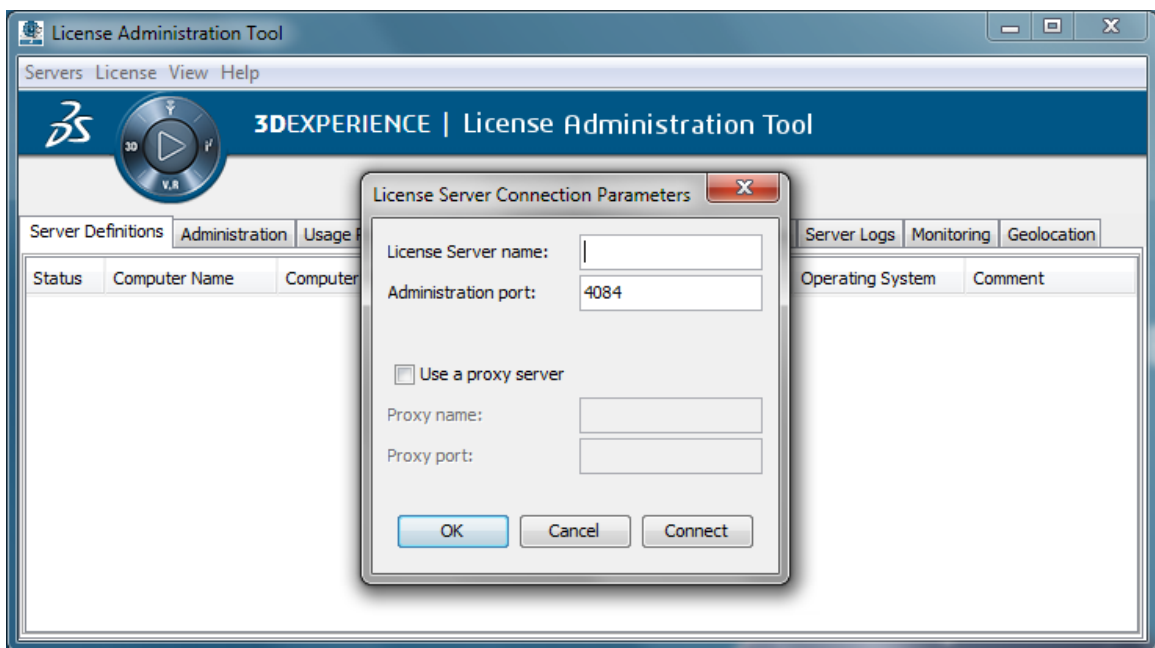 License Administration Tool
Servers License View Help
3DS 3D V,R i² 3DEXPERIENCE | License Administration Tool
License Server Connection Parameters
Server Definitions Administration Usage Server Logs Monitoring Geolocation
License Server name:
Status Computer Name Computer Operating System Comment
Administration port: 4084
Use a proxy server
Proxy name:
Proxy port:
OK Cancel Connect